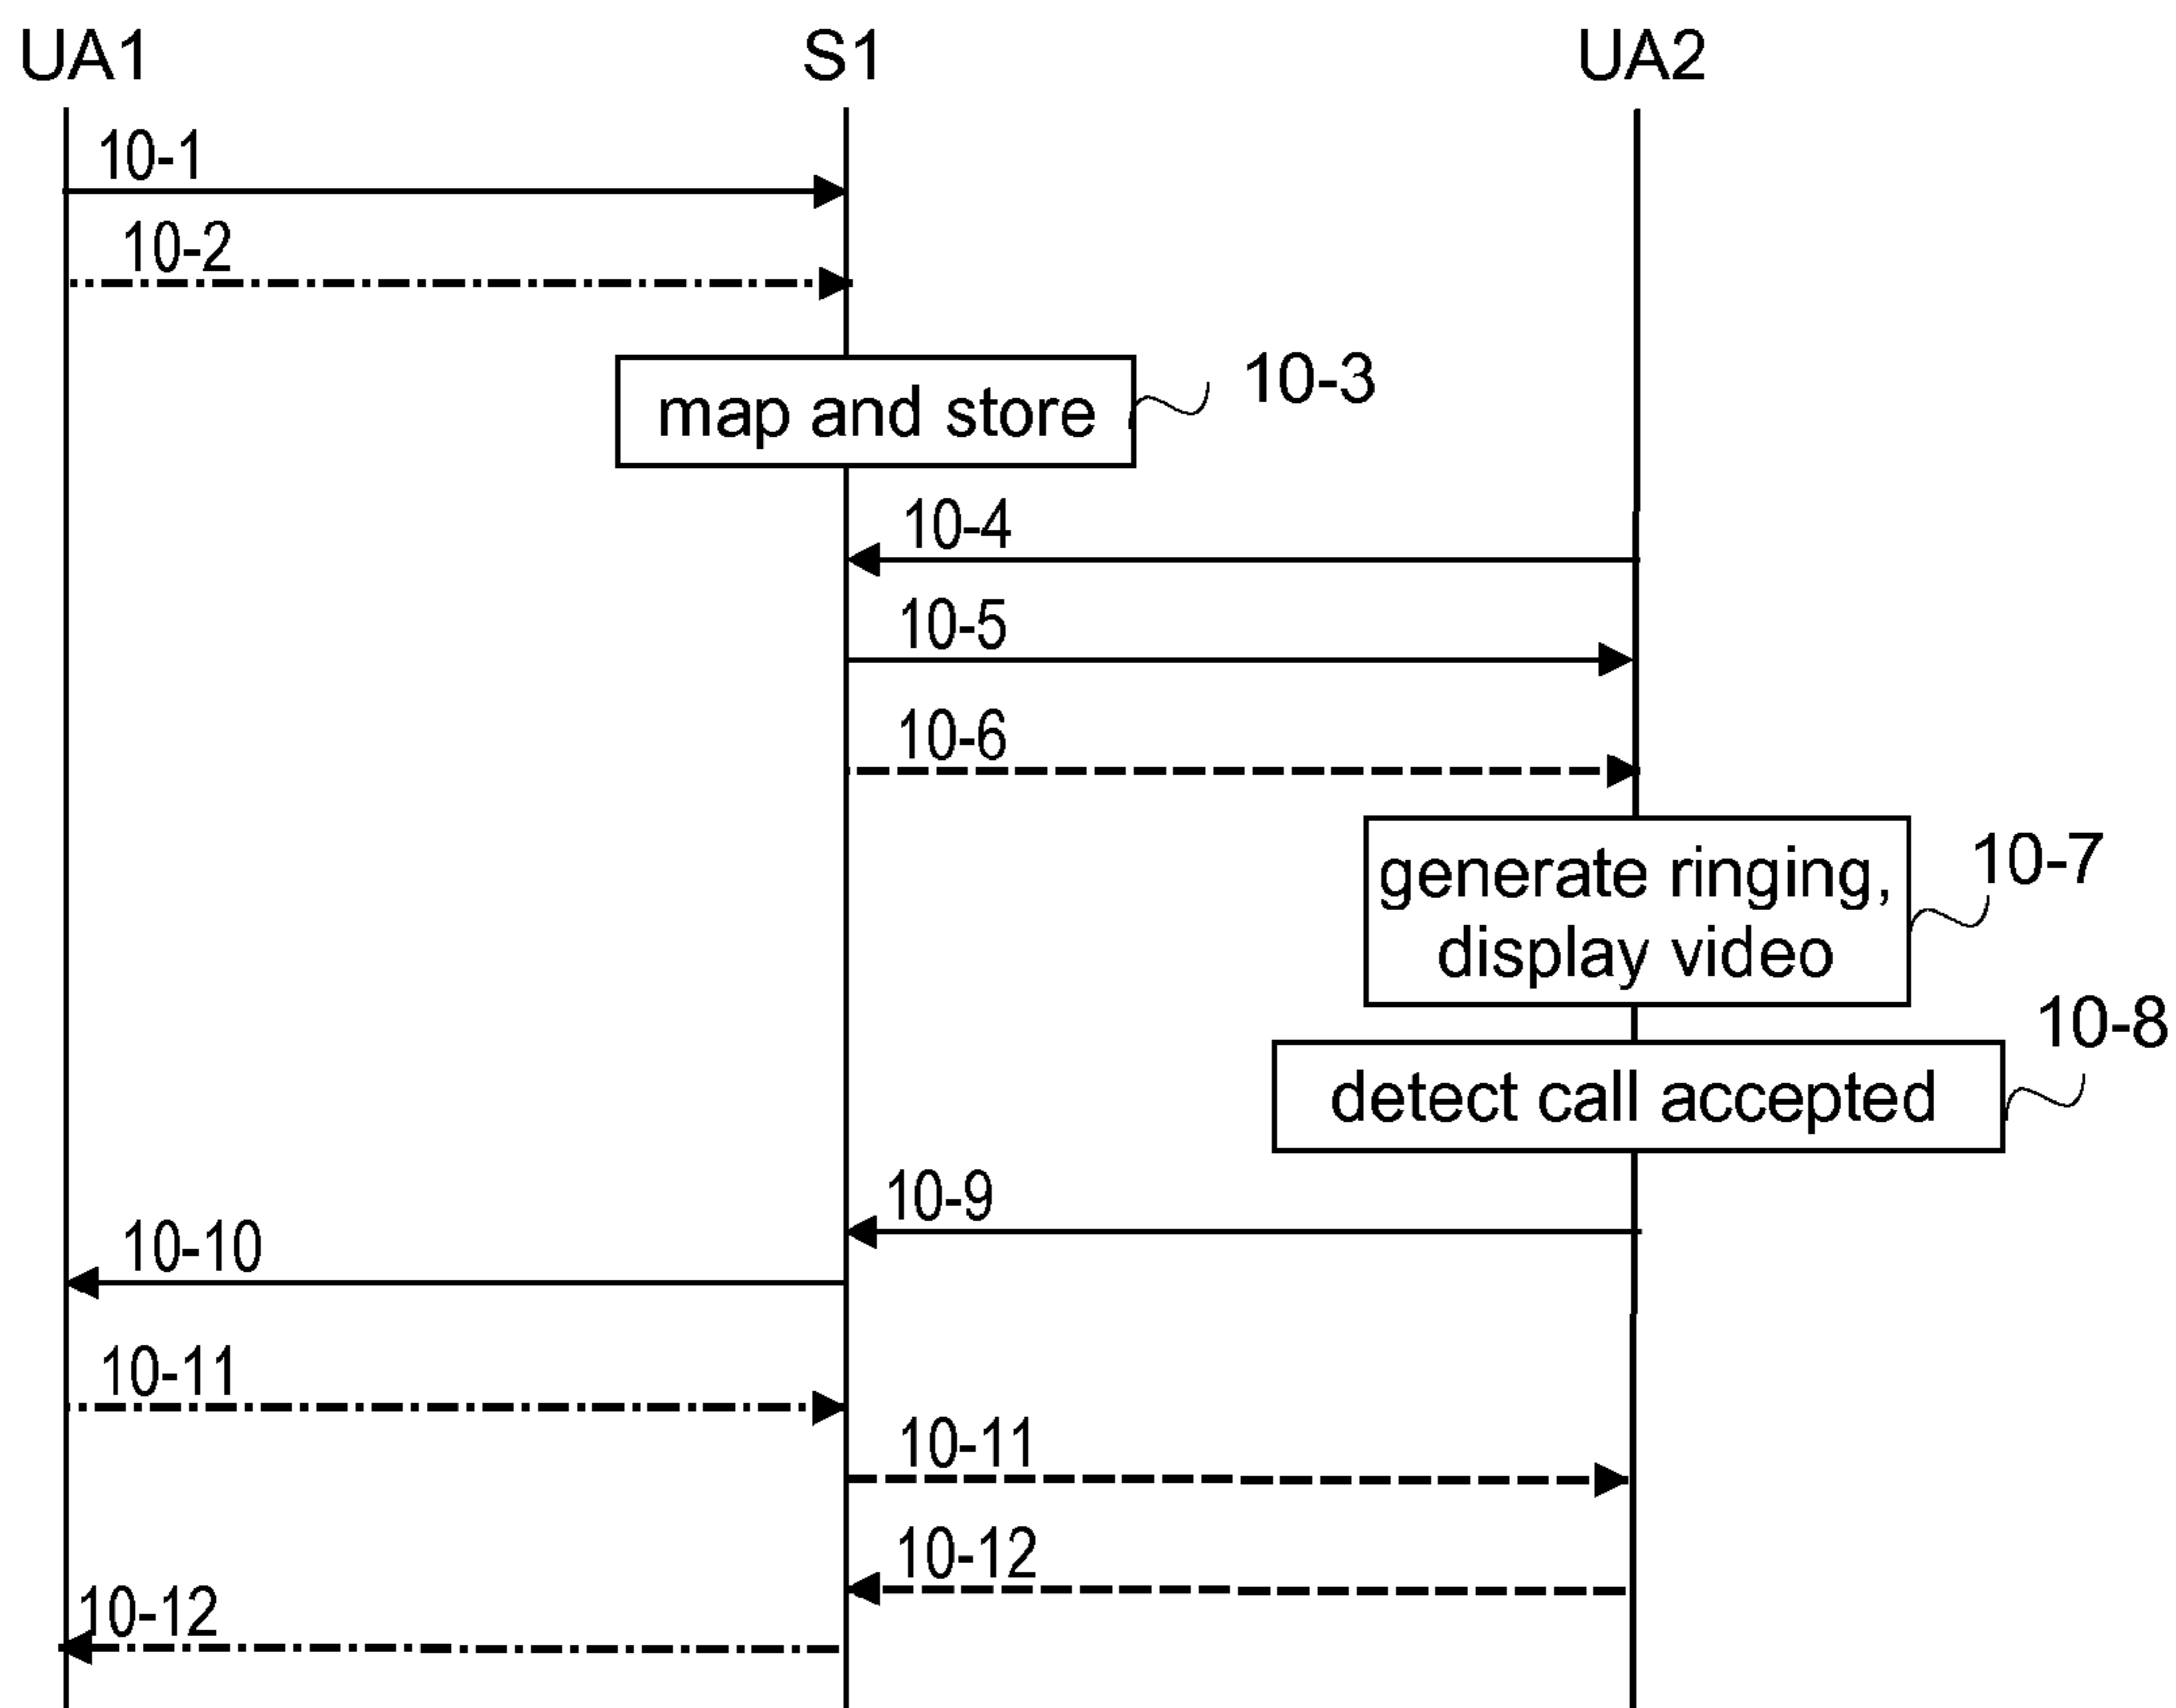 UA1
S1
UA2
10-1
10-2
map and store
10-3
10-4
10-5
10-6
generate ringing,
display video
10-7
detect call accepted
10-8
10-9
10-10
10-11
10-11
10-12
10-12